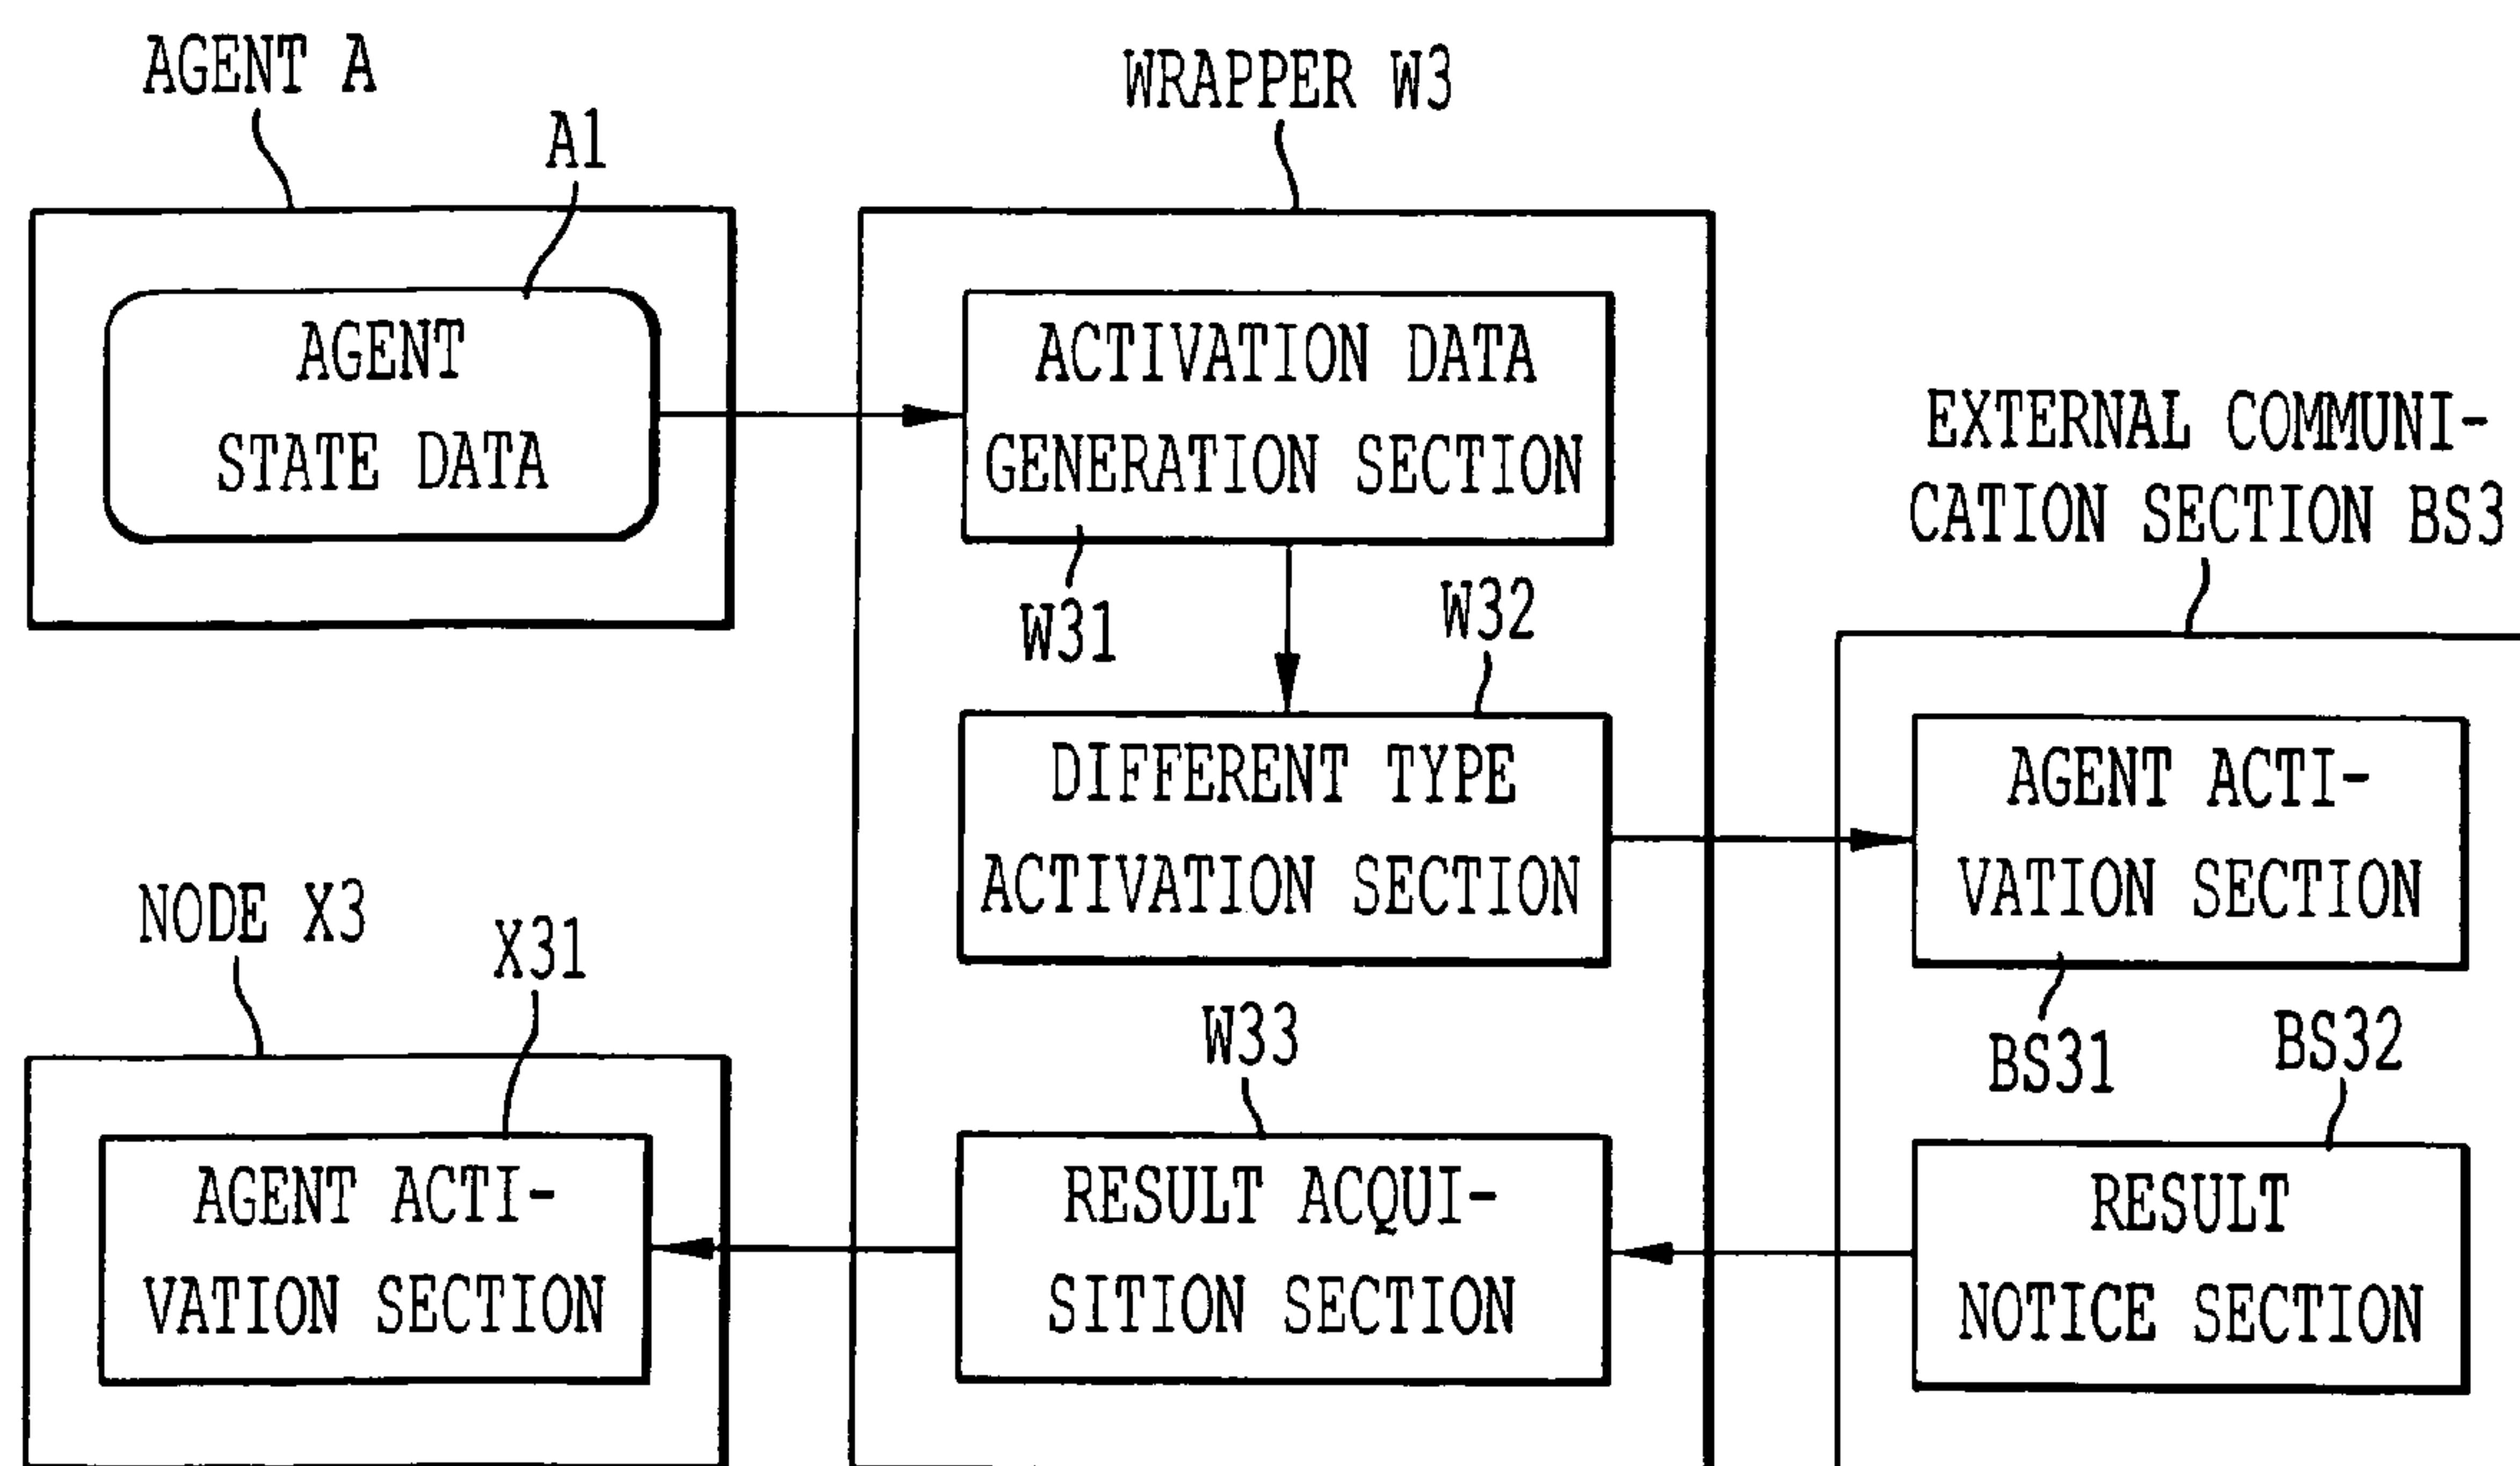 AGENT A
A1
AGENT
STATE DATA
WRAPPER W3
ACTIVATION DATA
GENERATION SECTION
W31
W32
DIFFERENT TYPE
ACTIVATION SECTION
W33
RESULT ACQUI-
SITION SECTION
EXTERNAL COMMUNI-
CATION SECTION BS3
AGENT ACTI-
VATION SECTION
BS31
BS32
RESULT
NOTICE SECTION
NODE X3
X31
AGENT ACTI-
VATION SECTION